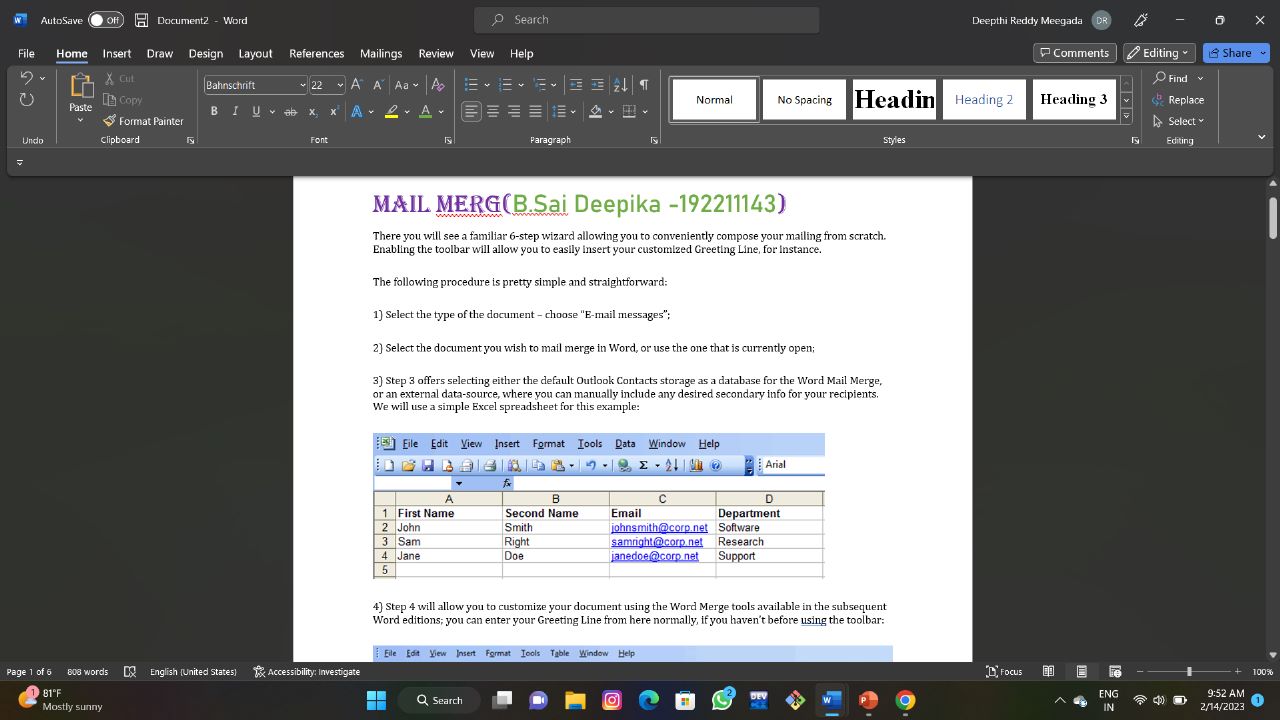 AutoSave Off Document2 - Word Search Deepthi Reddy Meegada DR
File Home Insert Draw Design Layout References Mailings Review View Help Comments Editing Share
Paste Cut Copy Format Painter
Bahnschrift 22
Normal No Spacing Headin Heading 2 Heading 3
Find Replace Select
Undo Clipboard Font Paragraph Styles Editing
MAIL MERG(B.Sai Deepika -192211143)
There you will see a familiar 6-step wizard allowing you to conveniently compose your mailing from scratch.
Enabling the toolbar will allow you to easily insert your customized Greeting Line, for instance.
The following procedure is pretty simple and straightforward:
1) Select the type of the document – choose “E-mail messages”;
2) Select the document you wish to mail merge in Word, or use the one that is currently open;
3) Step 3 offers selecting either the default Outlook Contacts storage as a database for the Word Mail Merge,
or an external data-source, where you can manually include any desired secondary info for your recipients.
We will use a simple Excel spreadsheet for this example:
File Edit View Insert Format Tools Data Window Help
Arial
fx
A B C D
1 First Name Second Name Email Department
2 John Smith johnsmith@corp.net Software
3 Sam Right samright@corp.net Research
4 Jane Doe janedoe@corp.net Support
5
4) Step 4 will allow you to customize your document using the Word Merge tools available in the subsequent
Word editions; you can enter your Greeting Line from here normally, if you haven't before using the toolbar:
File Edit View Insert Format Tools Table Window Help
Page 1 of 6 808 words English (United States) Accessibility: Investigate Focus 100%
1 81°F
Mostly sunny
Search
2
DEV
ENG
IN
9:52 AM
2/14/2023
1